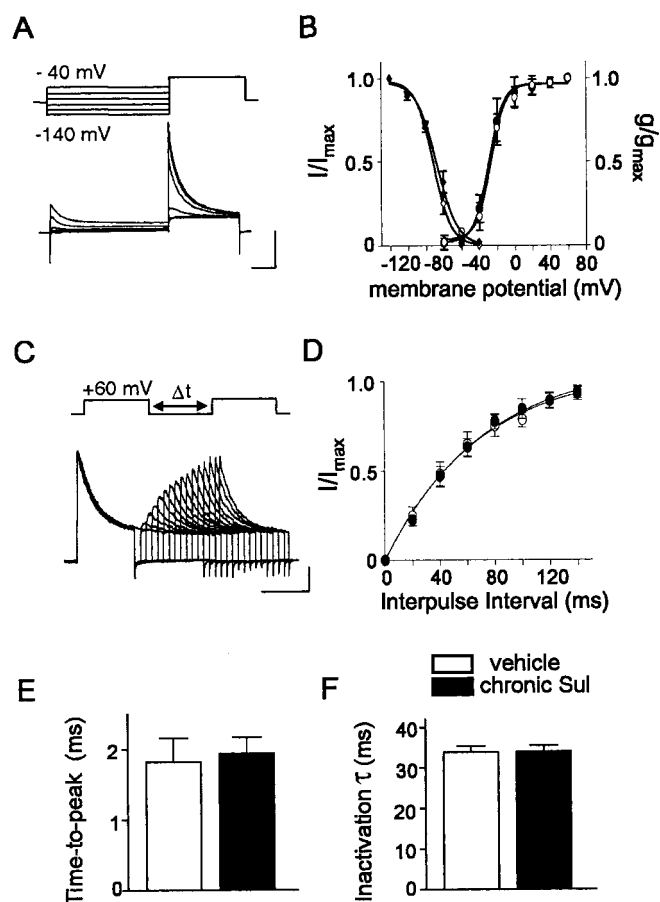 A
- 40 mV
-140 mV
B
1.0
0.5
0
I/Imax
1.0
0.5
0
g/gmax
-120 -80 -40 0 40 80
membrane potential (mV)
C
+60 mV
Δt
D
1.0
0.5
0
I/Imax
0 40 80 120
Interpulse Interval (ms)
vehicle
chronic Sul
E
2
1
0
Time-to-peak (ms)
F
40
30
20
10
0
Inactivation τ (ms)